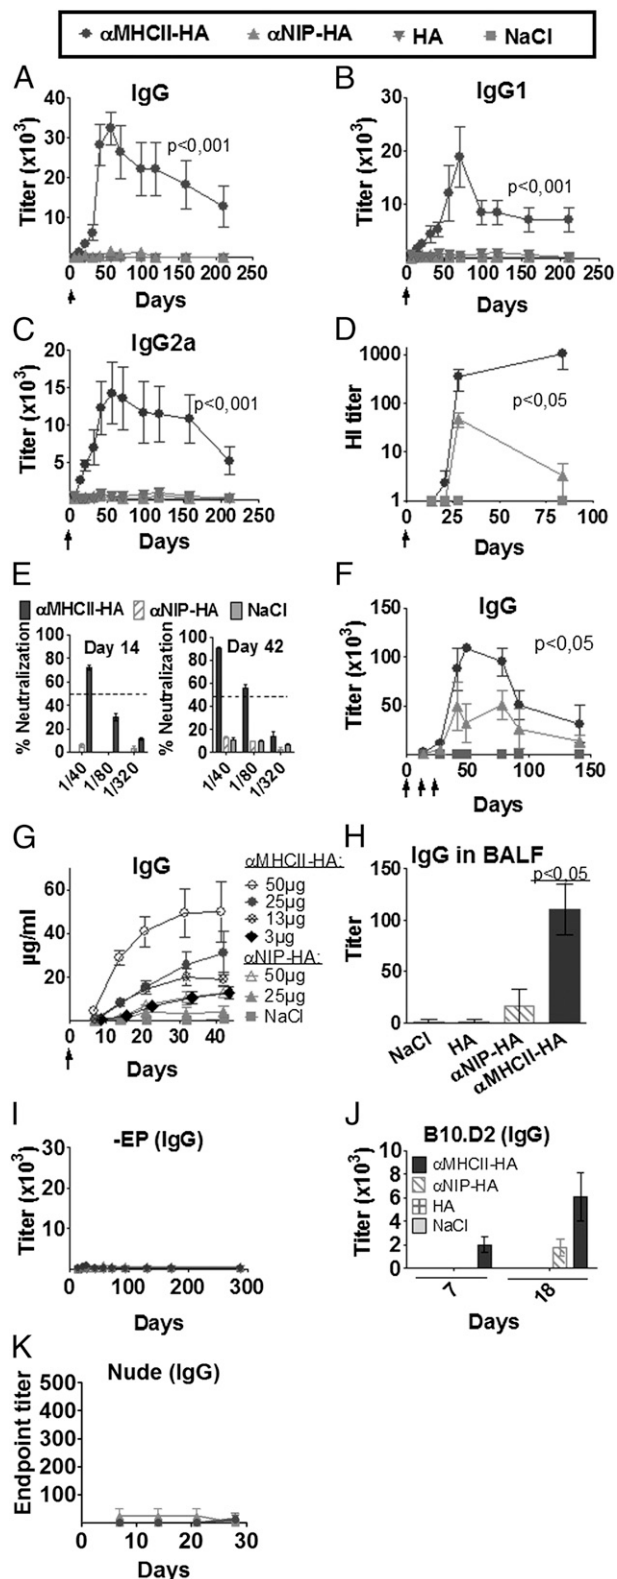 αMHCII-HA αNIP-HA HA NaCl
A IgG
Titer (x10³)
40
30
20
10
p<0,001
0 50 100 150 200 250
Days
B IgG1
Titer (x10³)
30
20
10
p<0,001
0 50 100 150 200 250
Days
C IgG2a
Titer (x10³)
20
15
10
5
p<0,001
0 50 100 150 200 250
Days
D
HI titer
1000
100
10
1
p<0,05
0 25 50 75 100
Days
E
αMHCII-HA αNIP-HA NaCl
% Neutralization
100
80
60
40
20
0
Day 14
1/40 1/80 1/320
% Neutralization
100
80
60
40
20
0
Day 42
1/40 1/80 1/320
F IgG
Titer (x10³)
150
100
50
p<0,05
0 50 100 150
Days
G IgG
µg/ml
60
40
20
0 10 20 30 40
Days
αMHCII-HA:
50µg
25µg
13µg
3µg
αNIP-HA:
50µg
25µg
NaCl
H
IgG in BALF
Titer
150
100
50
0
p<0,05
NaCl HA αNIP-HA αMHCII-HA
I
-EP (IgG)
Titer (x10³)
30
20
10
0 100 200 300
Days
J
B10.D2 (IgG)
Titer (x10³)
10
8
6
4
2
0
αMHCII-HA
αNIP-HA
HA
NaCl
7 18
Days
K
Nude (IgG)
Endpoint titer
500
400
300
200
100
0 10 20 30
Days